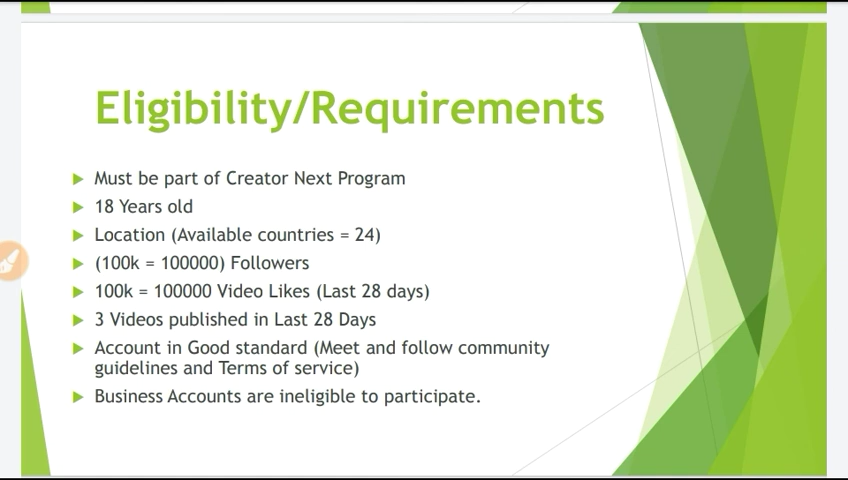 Eligibility/Requirements
Must be part of Creator Next Program
18 Years old
Location (Available countries = 24)
(100k = 100000) Followers
100k = 100000 Video Likes (Last 28 days)
3 Videos published in Last 28 Days
Account in Good standard (Meet and follow community
guidelines and Terms of service)
Business Accounts are ineligible to participate.